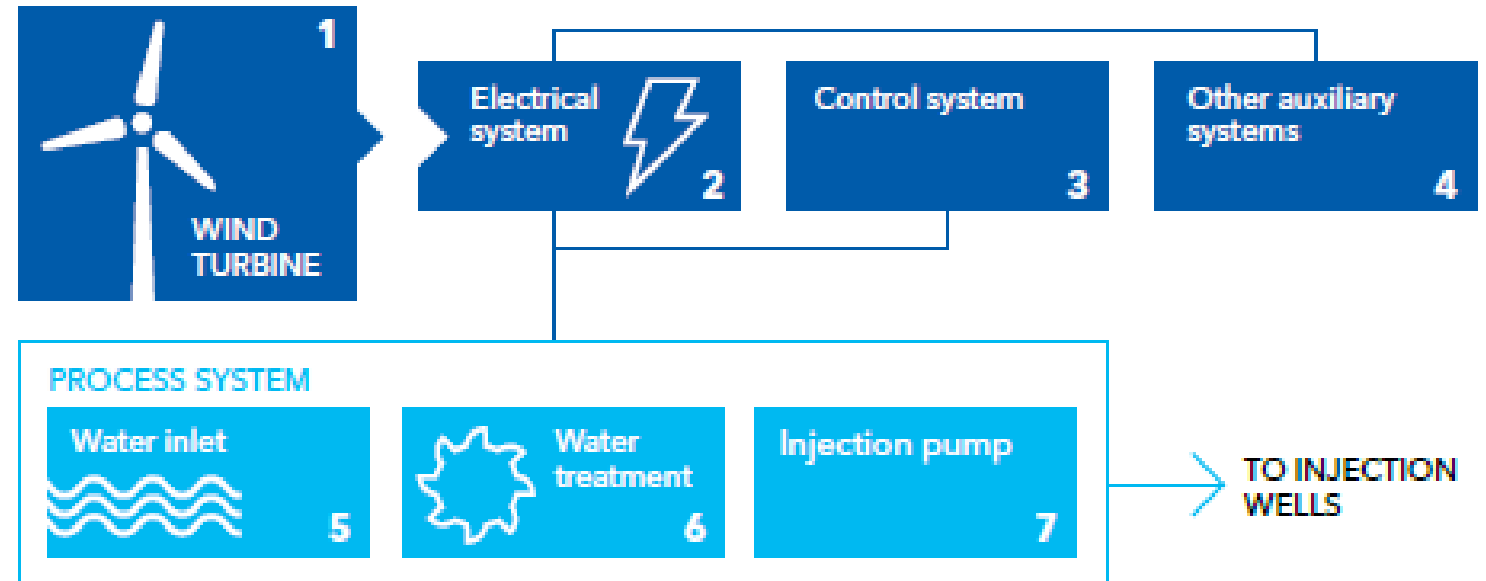 1
WIND
TURBINE
Electrical
system
2
Control system
3
Other auxiliary
systems
4
PROCESS SYSTEM
Water inlet
5
Water
treatment
6
Injection pump
7
TO INJECTION
WELLS